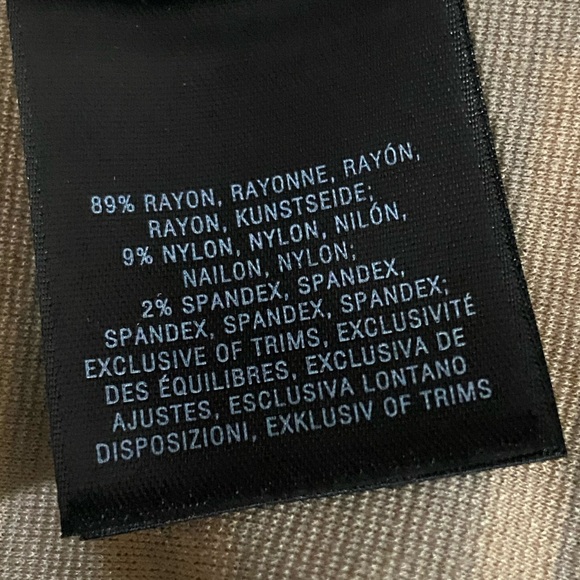 89% RAYON, RAYONNE, RAYÓN,
RAYON, KUNSTSEIDE;
9% NYLON, NYLON, NILÓN,
NAILON, NYLON;
2% SPANDEX, SPANDEX,
SPANDEX, SPANDEX, SPANDEX;
EXCLUSIVE OF TRIMS, EXCLUSIVITÉ
DES ÉQUILIBRES, EXCLUSIVA DE
AJUSTES, ESCLUSIVA LONTANO
DISPOSIZIONI, EXKLUSIV OF TRIMS